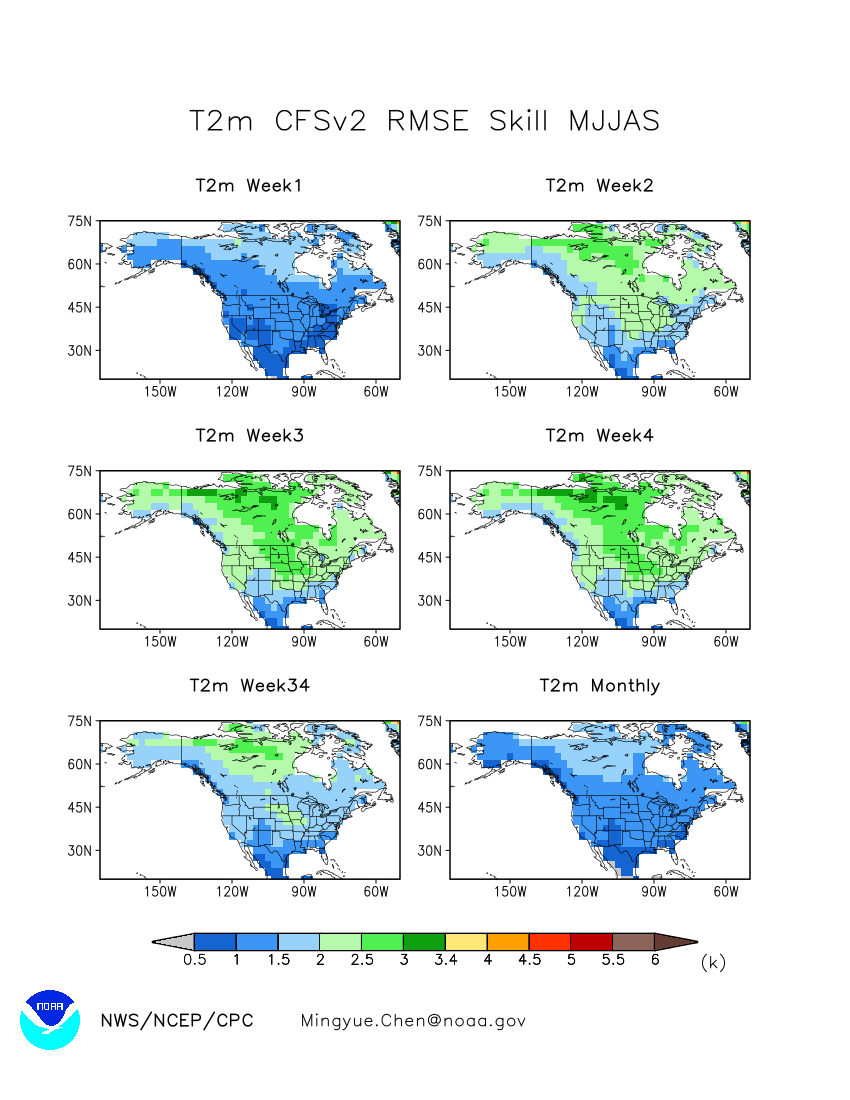 T2m CFSv2 RMSE Skill MJJAS
T2m Week1
T2m Week2
75N
60N
45N
30N
150W 120W 90W 60W
75N
60N
45N
30N
150W 120W 90W 60W
T2m Week3
T2m Week4
75N
60N
45N
30N
150W 120W 90W 60W
75N
60N
45N
30N
150W 120W 90W 60W
T2m Week34
T2m Monthly
75N
60N
45N
30N
150W 120W 90W 60W
75N
60N
45N
30N
150W 120W 90W 60W
0.5 1 1.5 2 2.5 3 3.4 4 4.5 5 5.5 6 (k)
NOAA
NWS/NCEP/CPC Mingyue.Chen@noaa.gov